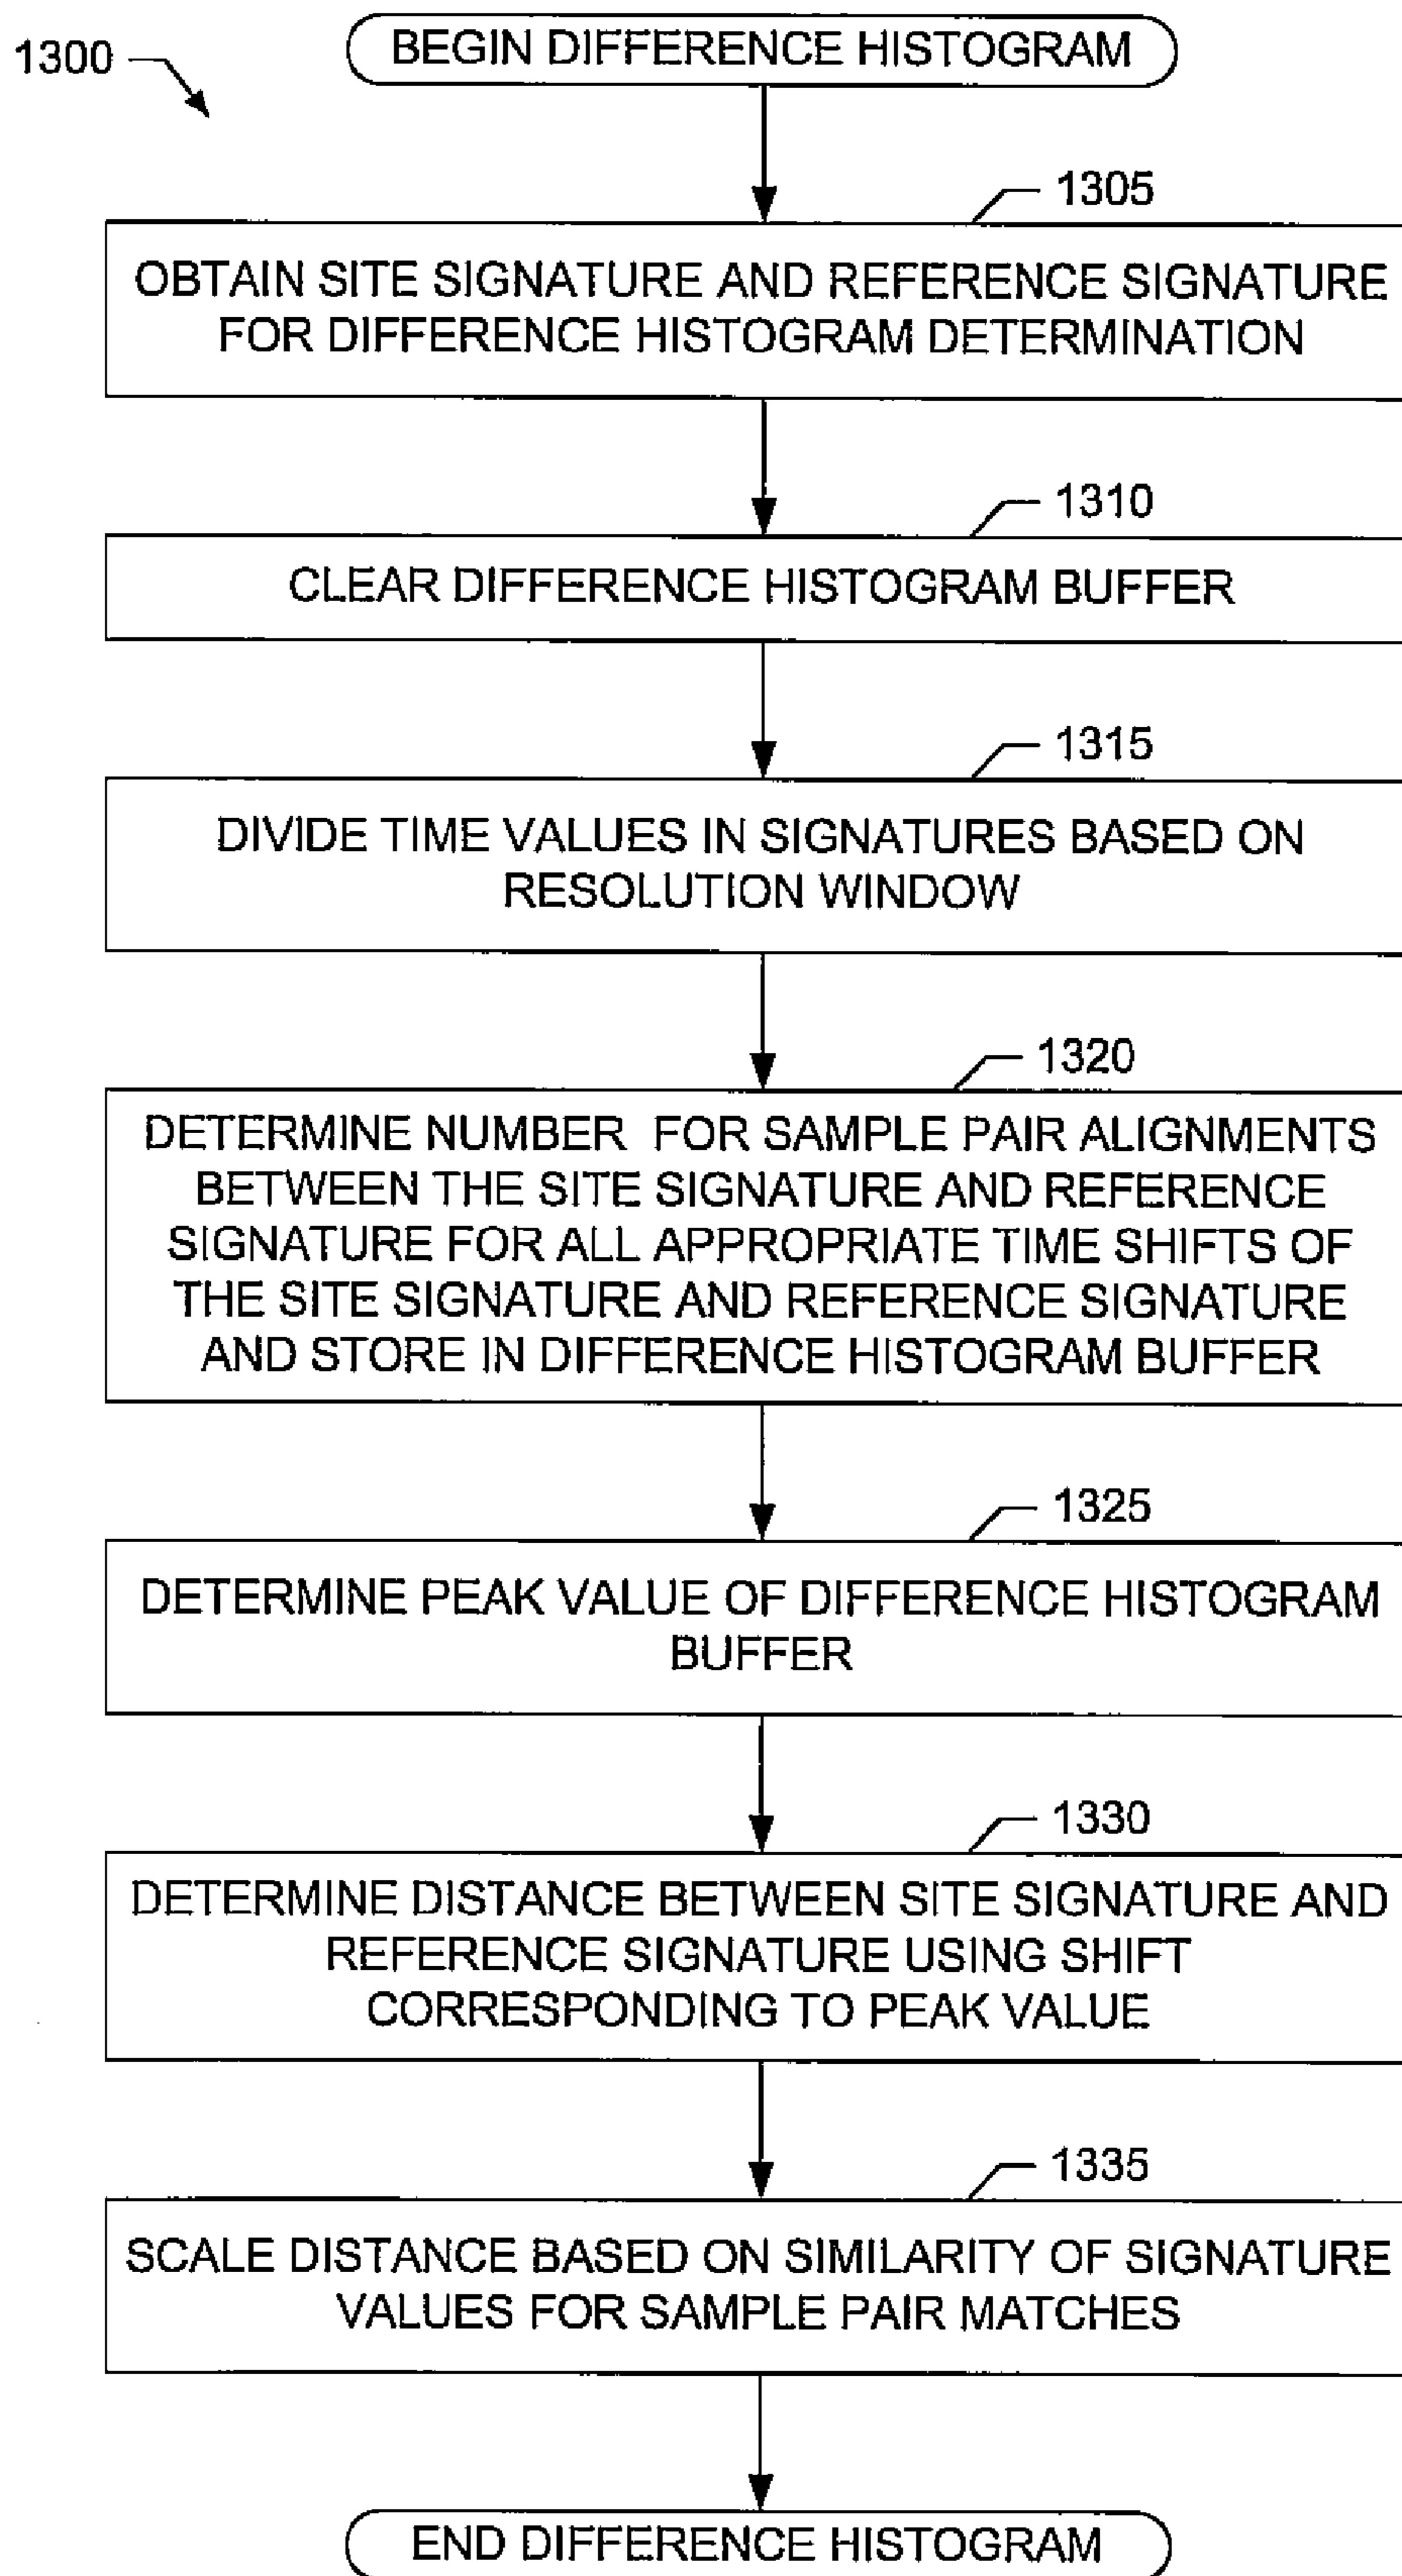 1300
BEGIN DIFFERENCE HISTOGRAM
1305
OBTAIN SITE SIGNATURE AND REFERENCE SIGNATURE
FOR DIFFERENCE HISTOGRAM DETERMINATION
1310
CLEAR DIFFERENCE HISTOGRAM BUFFER
1315
DIVIDE TIME VALUES IN SIGNATURES BASED ON
RESOLUTION WINDOW
1320
DETERMINE NUMBER FOR SAMPLE PAIR ALIGNMENTS
BETWEEN THE SITE SIGNATURE AND REFERENCE
SIGNATURE FOR ALL APPROPRIATE TIME SHIFTS OF
THE SITE SIGNATURE AND REFERENCE SIGNATURE
AND STORE IN DIFFERENCE HISTOGRAM BUFFER
1325
DETERMINE PEAK VALUE OF DIFFERENCE HISTOGRAM
BUFFER
1330
DETERMINE DISTANCE BETWEEN SITE SIGNATURE AND
REFERENCE SIGNATURE USING SHIFT
CORRESPONDING TO PEAK VALUE
1335
SCALE DISTANCE BASED ON SIMILARITY OF SIGNATURE
VALUES FOR SAMPLE PAIR MATCHES
END DIFFERENCE HISTOGRAM